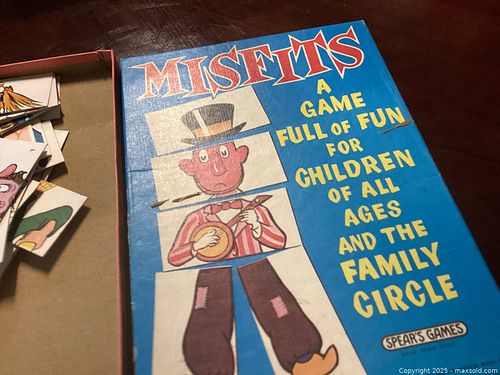 MISFITS
A
GAME
FULL OF FUN
FOR
CHILDREN
OF ALL
AGES
AND THE
FAMILY
CIRCLE
SPEAR'S GAMES
Copyright 2025 - maxsold.com